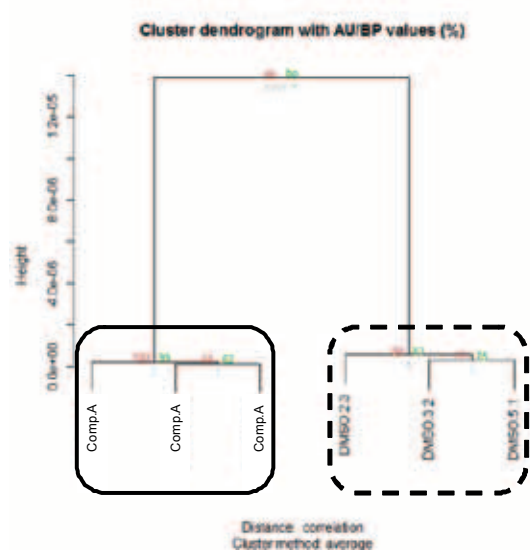 Cluster dendrogram with AU/BP values (%)
Height
0.0e+00
4.0e-06
8.0e-06
1.2e-05
Comp.A
Comp.A
Comp.A
DMSO.2.3
DMSO.3.2
DMSO.5.1
Distance: correlation
Cluster method: average